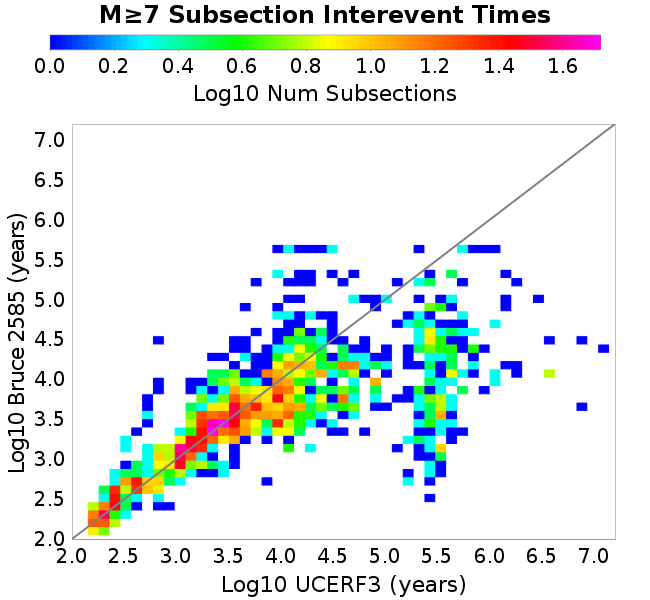 M≥7 Subsection Interevent Times
0.0 0.2 0.4 0.6 0.8 1.0 1.2 1.4 1.6
Log10 Num Subsections
7.0
6.5
6.0
5.5
5.0
4.5
4.0
3.5
3.0
2.5
2.0
Log10 Bruce 2585 (years)
2.0 2.5 3.0 3.5 4.0 4.5 5.0 5.5 6.0 6.5 7.0
Log10 UCERF3 (years)